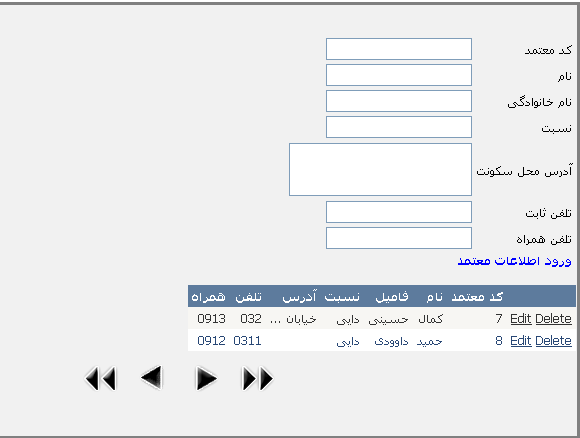 کد معتمد
نام
نام خانوادگی
نسبت
آدرس محل سکونت
تلفن ثابت
تلفن همراه
ورود اطلاعات معتمد
کد معتمد نام فامیل نسبت آدرس تلفن همراه
Edit Delete 7 کمال حسینی دایی خیابان ... 032 0913
Edit Delete 8 حمید داوودی دایی 0311 0912